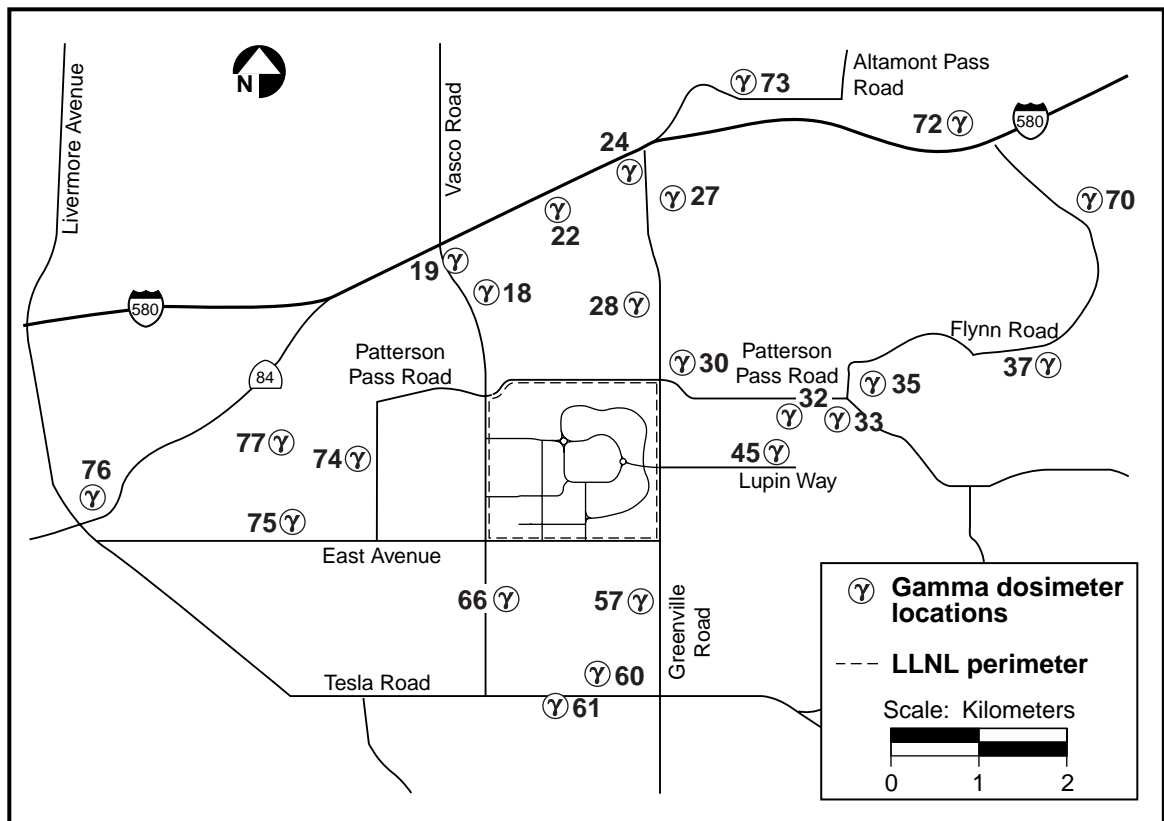 Altamont Pass
Road
73
72
580
24
Livermore Avenue
N
Vasco Road
27
70
22
19
18
28
580
Flynn Road
Patterson
Pass Road
30
Patterson
Pass Road
37
84
35
32
33
77
74
45
76
Lupin Way
75
East Avenue
66
57
Greenville
Road
60
Tesla Road
61
γ Gamma dosimeter
locations
LLNL perimeter
Scale: Kilometers
0 1 2